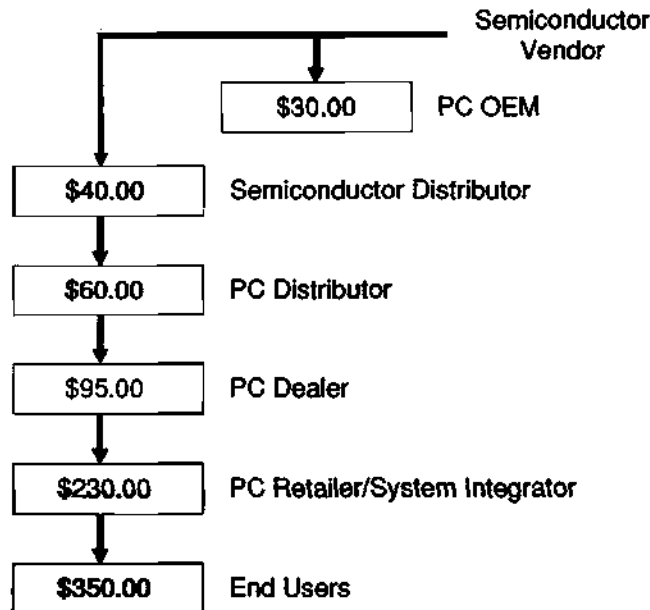 Semiconductor
Vendor
$30.00 PC OEM
$40.00 Semiconductor Distributor
$60.00 PC Distributor
$95.00 PC Dealer
$230.00 PC Retailer/System Integrator
$350.00 End Users